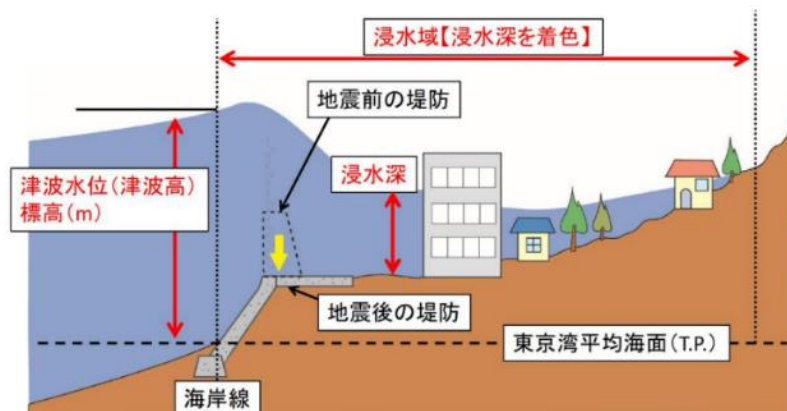 浸水域【浸水深を着色】
地震前の堤防
津波水位(津波高)
標高(m)
浸水深
地震後の堤防
東京湾平均海面(T.P.)
海岸線